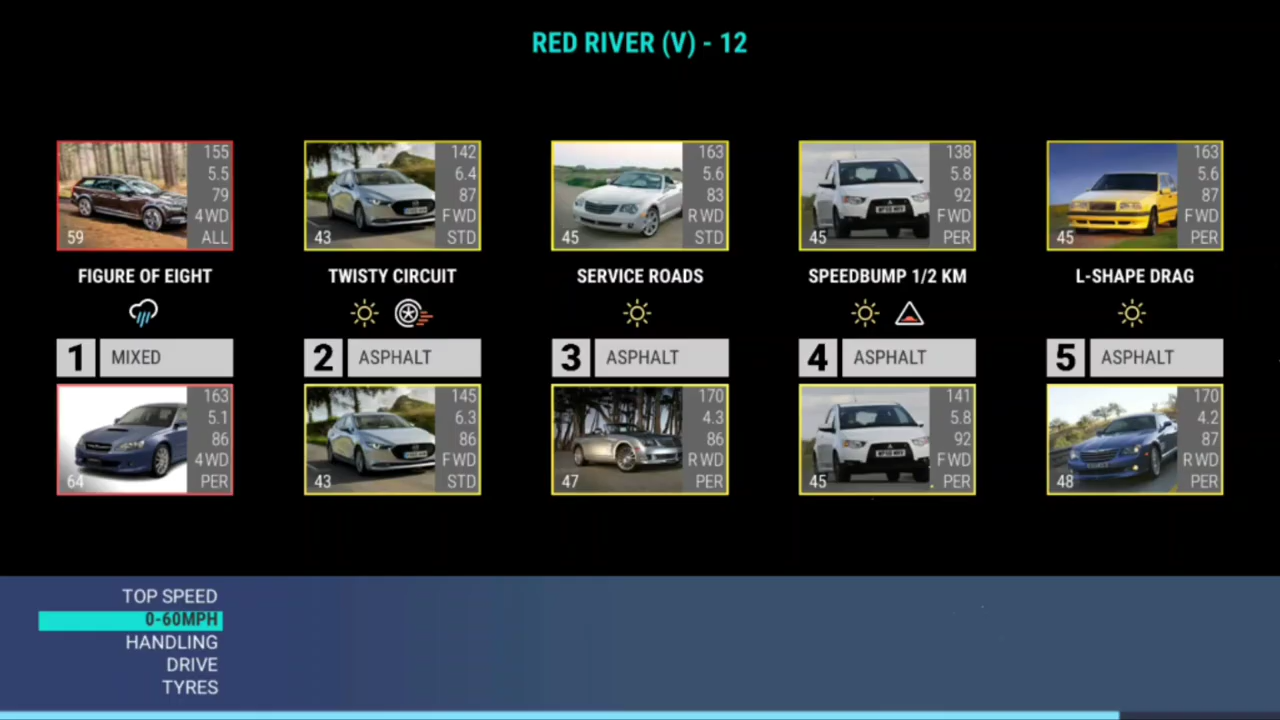 RED RIVER (V) - 12
155
5.5
79
4WD
ALL
59
142
6.4
87
FWD
STD
43
163
5.6
83
RWD
STD
45
138
5.8
92
FWD
PER
45
163
5.6
87
FWD
PER
45
FIGURE OF EIGHT
TWISTY CIRCUIT
SERVICE ROADS
SPEEDBUMP 1/2 KM
L-SHAPE DRAG
1 MIXED
2 ASPHALT
3 ASPHALT
4 ASPHALT
5 ASPHALT
163
5.1
86
4WD
PER
64
145
6.3
86
FWD
STD
43
170
4.3
86
RWD
PER
47
141
5.8
92
FWD
PER
45
170
4.2
87
RWD
PER
48
TOP SPEED
0-60MPH
HANDLING
DRIVE
TYRES